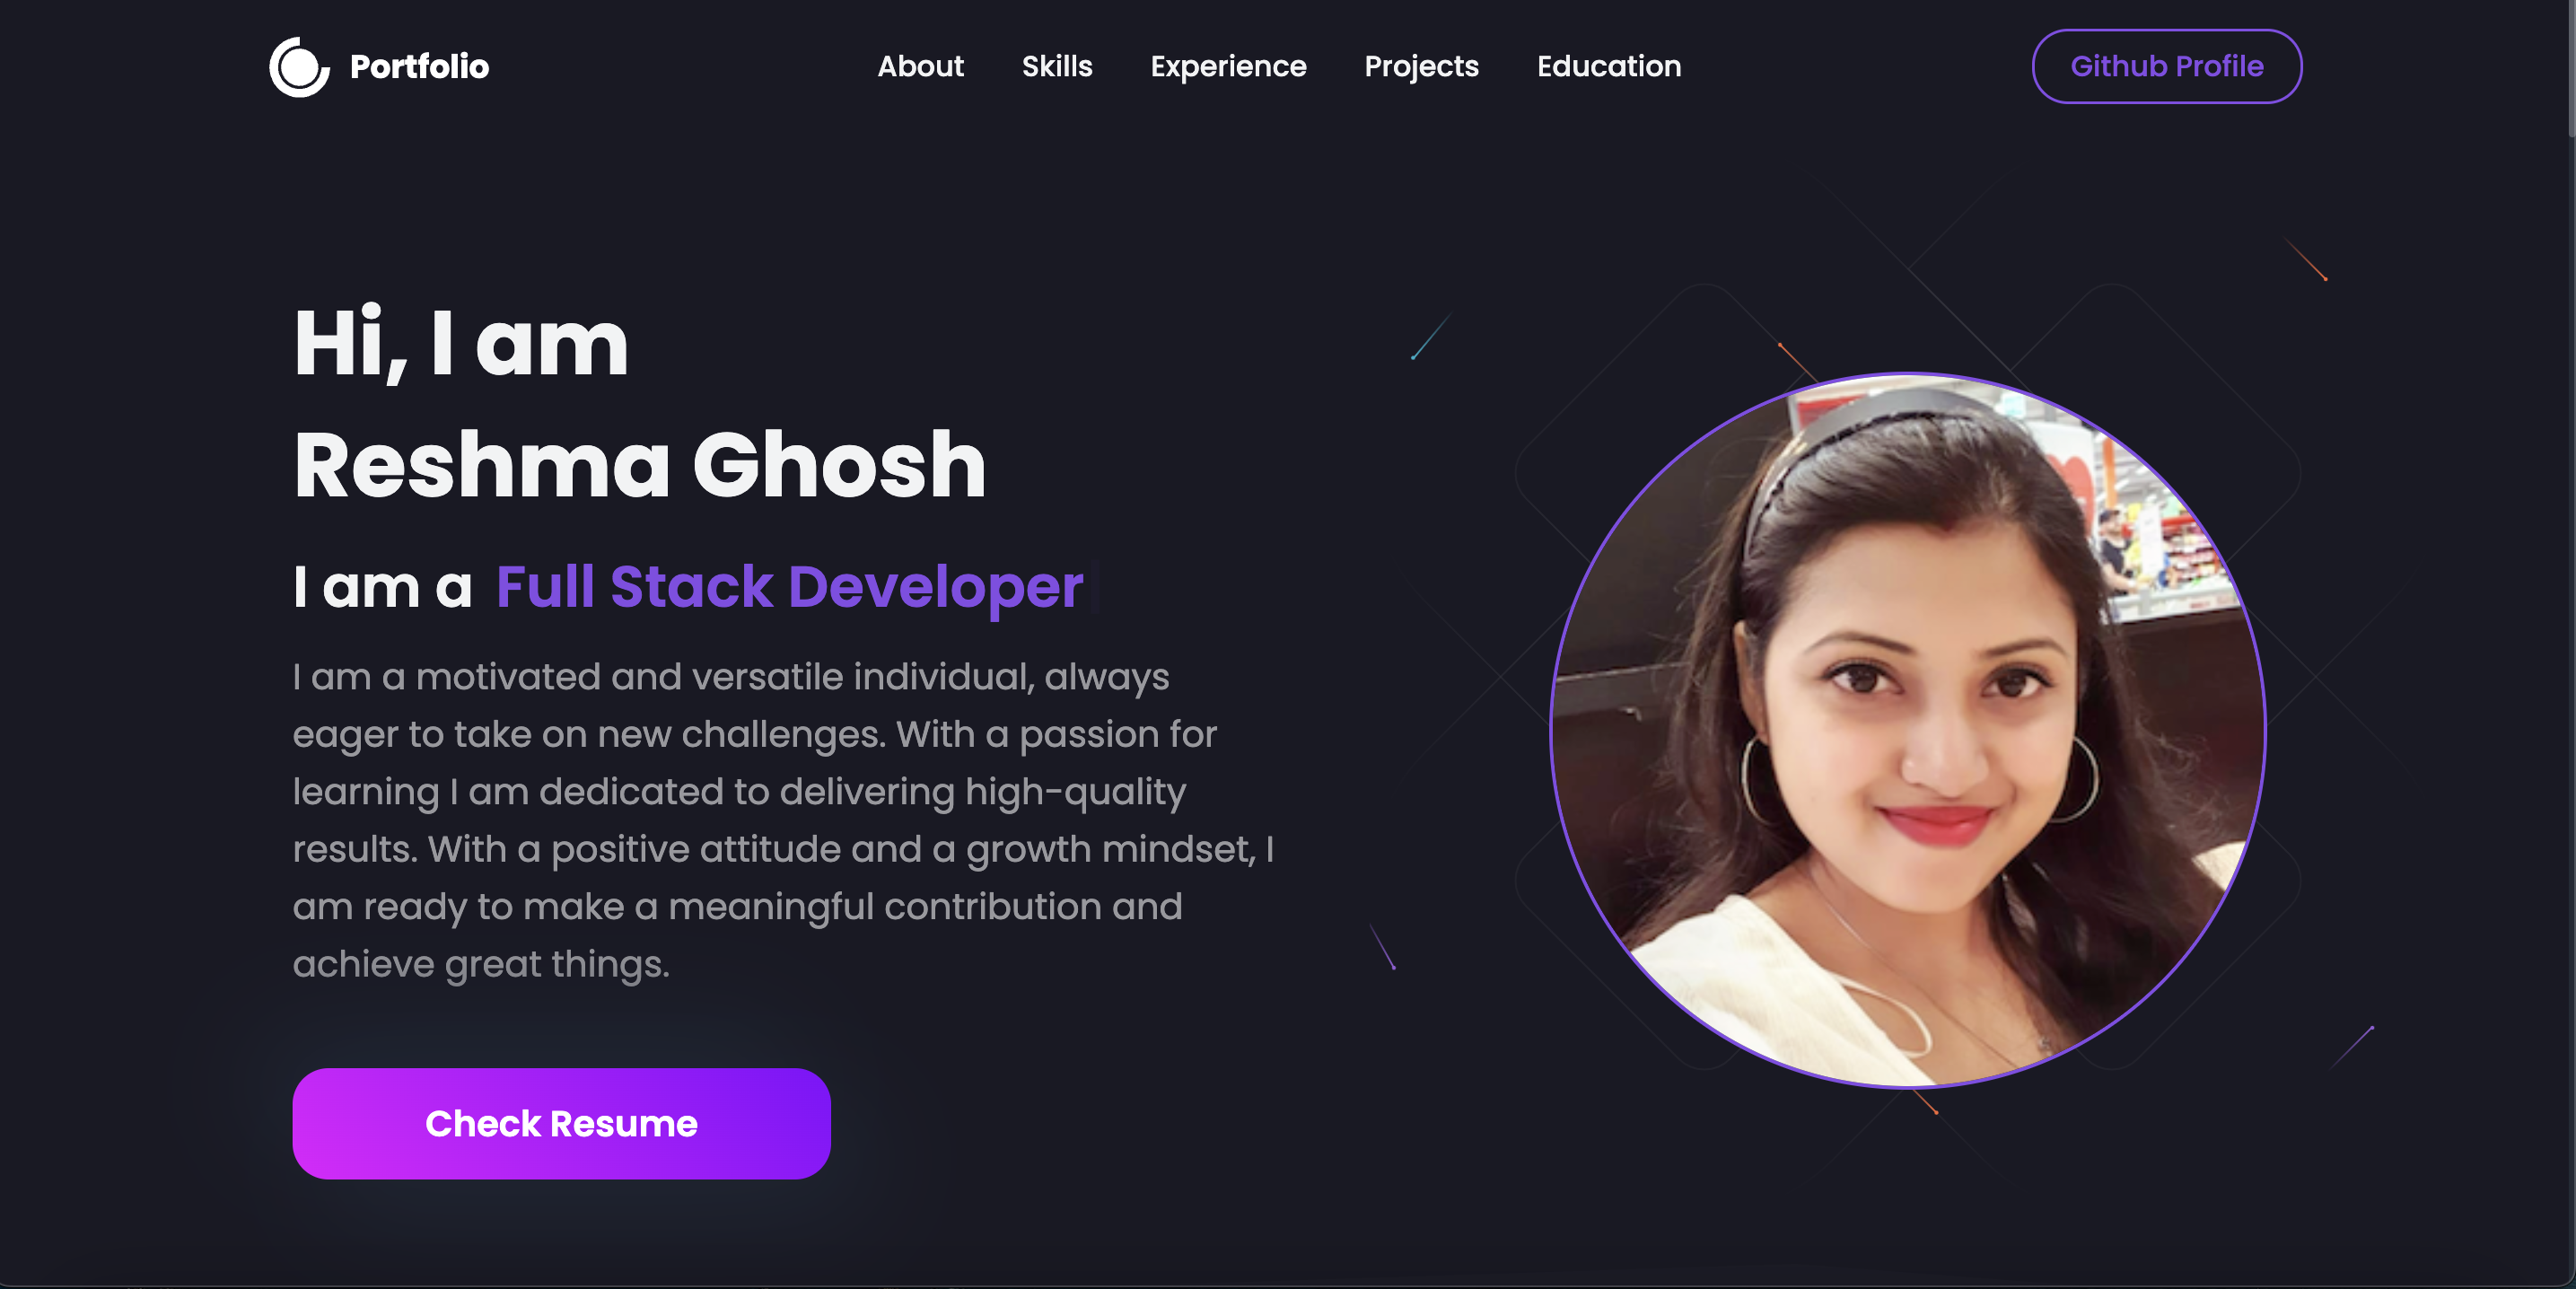 Portfolio
About Skills Experience Projects Education
Github Profile
Hi, I am
Reshma Ghosh
I am a Full Stack Developer
I am a motivated and versatile individual, always
eager to take on new challenges. With a passion for
learning I am dedicated to delivering high-quality
results. With a positive attitude and a growth mindset, I
am ready to make a meaningful contribution and
achieve great things.
Check Resume